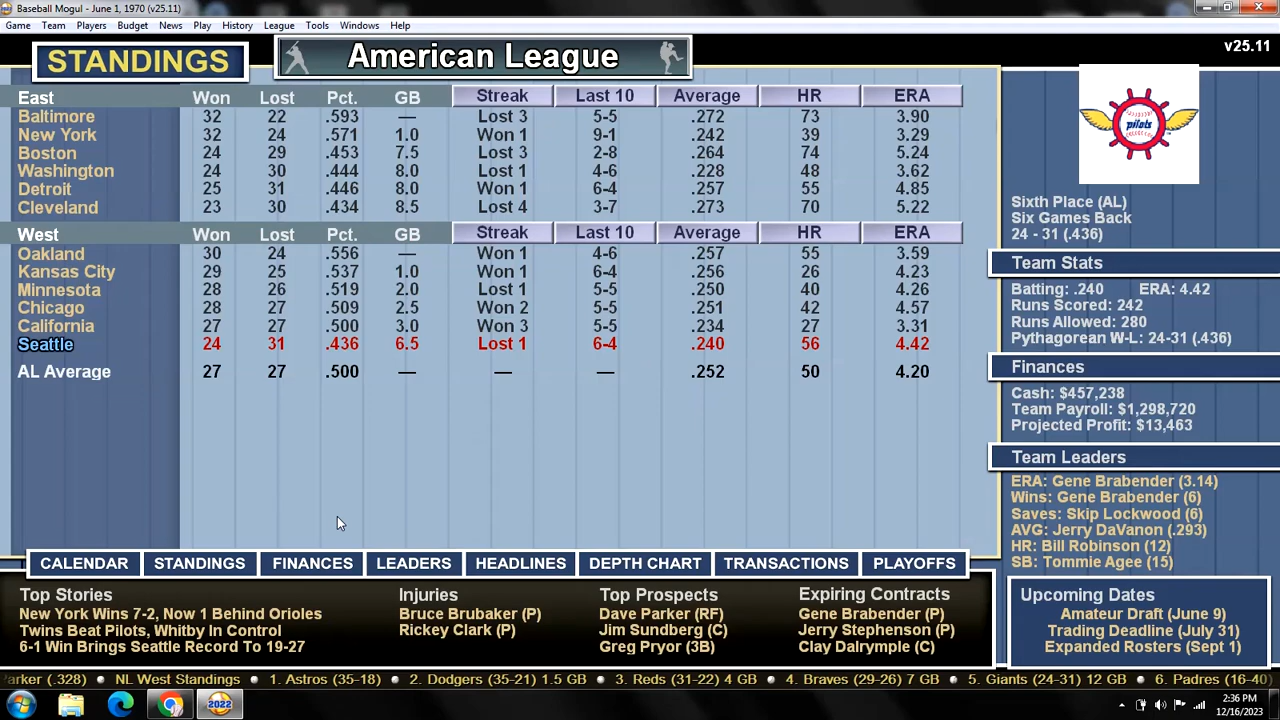 Baseball Mogul - June 1, 1970 (v25.11)
Game Team Players Budget News Play History League Tools Windows Help
STANDINGS American League v25.11
East Won Lost Pct. GB Streak Last 10 Average HR ERA
Baltimore 32 22 .593 — Lost 3 5-5 .272 73 3.90
New York 32 24 .571 1.0 Won 1 9-1 .242 39 3.29
Boston 24 29 .453 7.5 Lost 3 2-8 .264 74 5.24
Washington 24 30 .444 8.0 Lost 1 4-6 .228 48 3.62
Detroit 25 31 .446 8.0 Won 1 6-4 .257 55 4.85
Cleveland 23 30 .434 8.5 Lost 4 3-7 .273 70 5.22
West Won Lost Pct. GB Streak Last 10 Average HR ERA
Oakland 30 24 .556 — Won 1 4-6 .257 55 3.59
Kansas City 29 25 .537 1.0 Won 1 6-4 .256 26 4.23
Minnesota 28 26 .519 2.0 Lost 1 5-5 .250 40 4.26
Chicago 28 27 .509 2.5 Won 2 5-5 .251 42 4.57
California 27 27 .500 3.0 Won 3 5-5 .234 27 3.31
Seattle 24 31 .436 6.5 Lost 1 6-4 .240 56 4.42
AL Average 27 27 .500 — — — .252 50 4.20
pilots
Sixth Place (AL)
Six Games Back
24 - 31 (.436)
Team Stats
Batting: .240 ERA: 4.42
Runs Scored: 242
Runs Allowed: 280
Pythagorean W-L: 24-31 (.436)
Finances
Cash: $457,238
Team Payroll: $1,298,720
Projected Profit: $13,463
Team Leaders
ERA: Gene Brabender (3.14)
Wins: Gene Brabender (6)
Saves: Skip Lockwood (6)
AVG: Jerry DaVanon (.293)
HR: Bill Robinson (12)
SB: Tommie Agee (15)
CALENDAR STANDINGS FINANCES LEADERS HEADLINES DEPTH CHART TRANSACTIONS PLAYOFFS
Top Stories
New York Wins 7-2, Now 1 Behind Orioles
Twins Beat Pilots, Whitby In Control
6-1 Win Brings Seattle Record To 19-27
Injuries
Bruce Brubaker (P)
Rickey Clark (P)
Top Prospects
Dave Parker (RF)
Jim Sundberg (C)
Greg Pryor (3B)
Expiring Contracts
Gene Brabender (P)
Jerry Stephenson (P)
Clay Dalrymple (C)
Upcoming Dates
Amateur Draft (June 9)
Trading Deadline (July 31)
Expanded Rosters (Sept 1)
arker (.328) • NL West Standings • 1. Astros (35-18) • 2. Dodgers (35-21) 1.5 GB • 3. Reds (31-22) 4 GB • 4. Braves (29-26) 7 GB • 5. Giants (24-31) 12 GB • 6. Padres (16-40)
2022
2:36 PM
12/16/2023